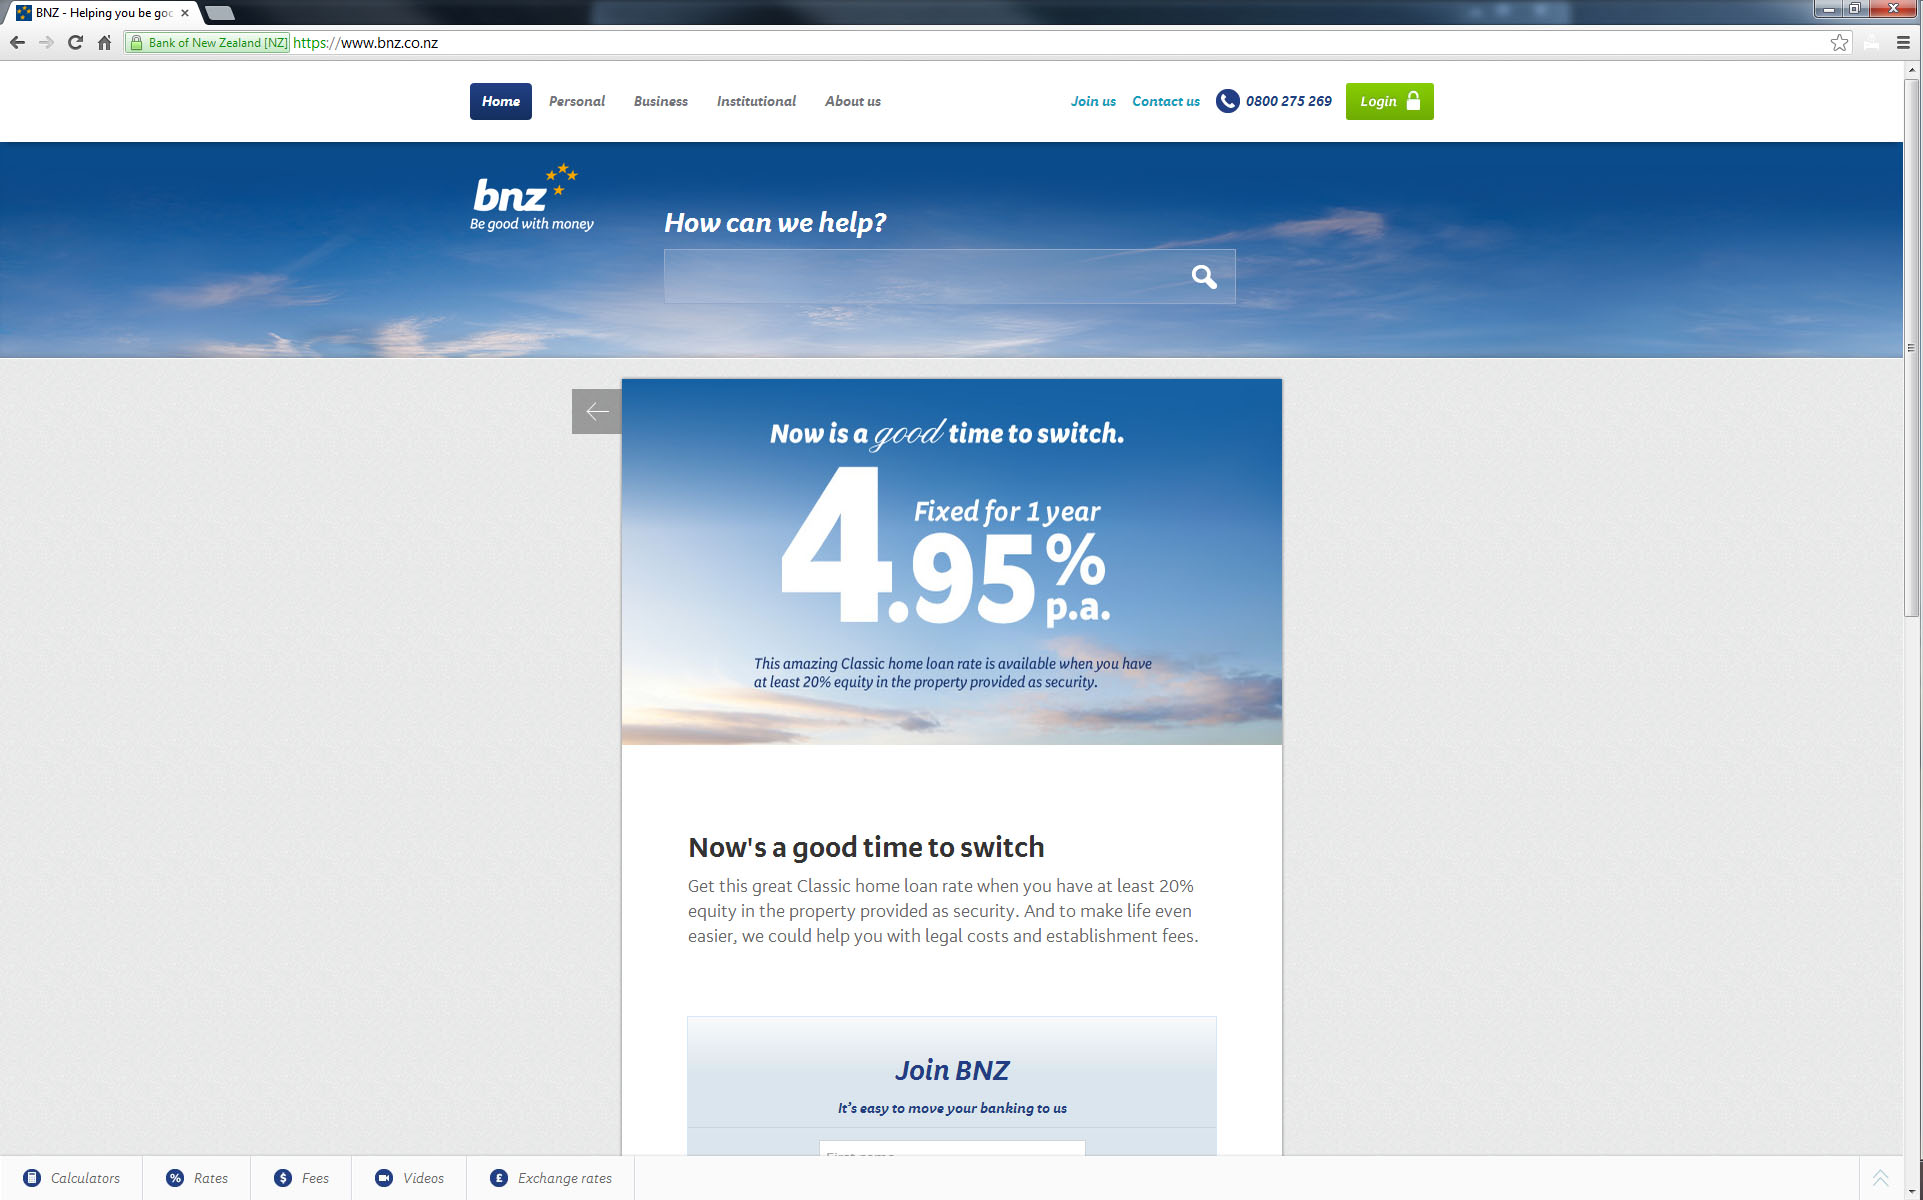 BNZ - Helping you be goo
Bank of New Zealand [NZ] https://www.bnz.co.nz
Home Personal Business Institutional About us Join us Contact us 0800 275 269 Login
bnz
Be good with money
How can we help?
Now is a good time to switch.
Fixed for 1 year
4.95% p.a.
This amazing Classic home loan rate is available when you have
at least 20% equity in the property provided as security.
Now's a good time to switch
Get this great Classic home loan rate when you have at least 20%
equity in the property provided as security. And to make life even
easier, we could help you with legal costs and establishment fees.
Join BNZ
It's easy to move your banking to us
First name
Calculators Rates Fees Videos Exchange rates